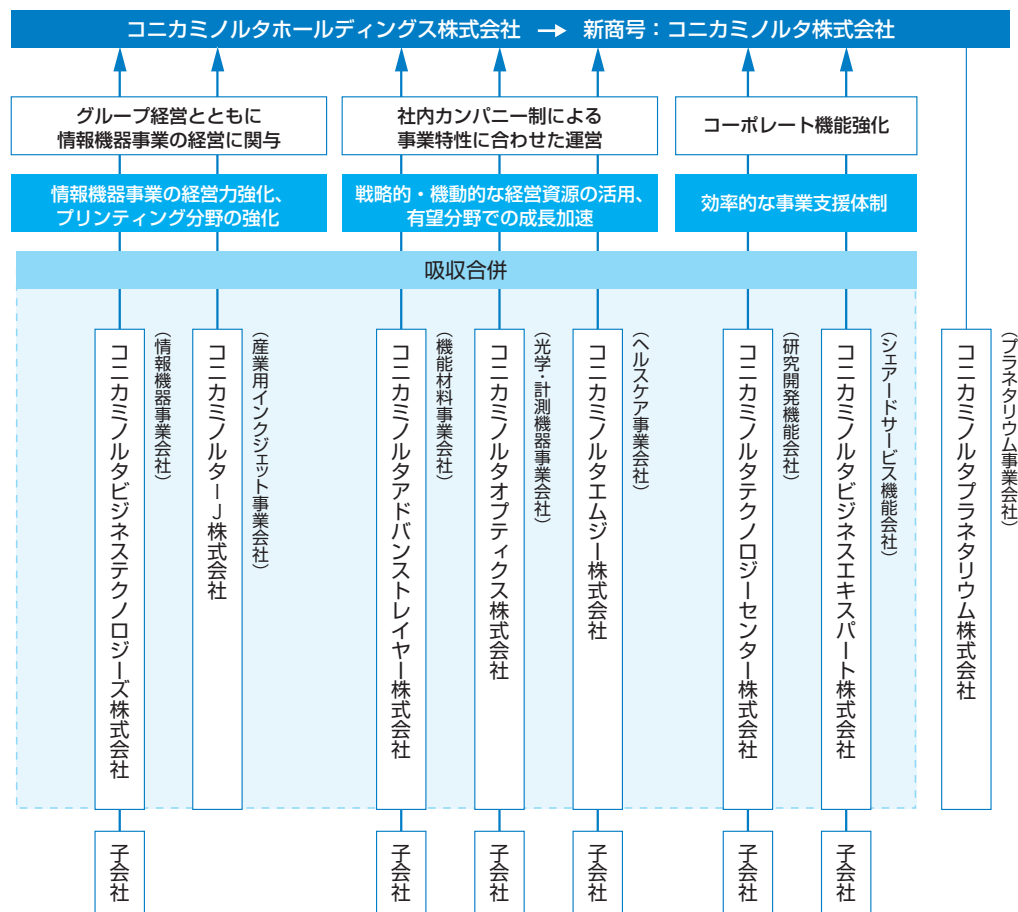 コニカミノルタホールディングス株式会社 → 新商号：コニカミノルタ株式会社
グループ経営とともに
情報機器事業の経営に関与
社内カンパニー制による
事業特性に合わせた運営
コーポレート機能強化
情報機器事業の経営力強化、
プリンティング分野の強化
戦略的・機動的な経営資源の活用、
有望分野での成長加速
効率的な事業支援体制
吸収合併
コニカミノルタビジネステクノロジーズ株式会社
（情報機器事業会社）
コニカミノルタIJ株式会社
（産業用インクジェット事業会社）
コニカミノルタアドバンストレイヤー株式会社
（機能材料事業会社）
コニカミノルタオプティクス株式会社
（光学・計測機器事業会社）
コニカミノルタエムジー株式会社
（ヘルスケア事業会社）
コニカミノルタテクノロジーセンター株式会社
（研究開発機能会社）
コニカミノルタビジネスエキスパート株式会社
（シェアードサービス機能会社）
コニカミノルタプラネタリウム株式会社
（プラネタリウム事業会社）
子会社
子会社
子会社
子会社
子会社
子会社